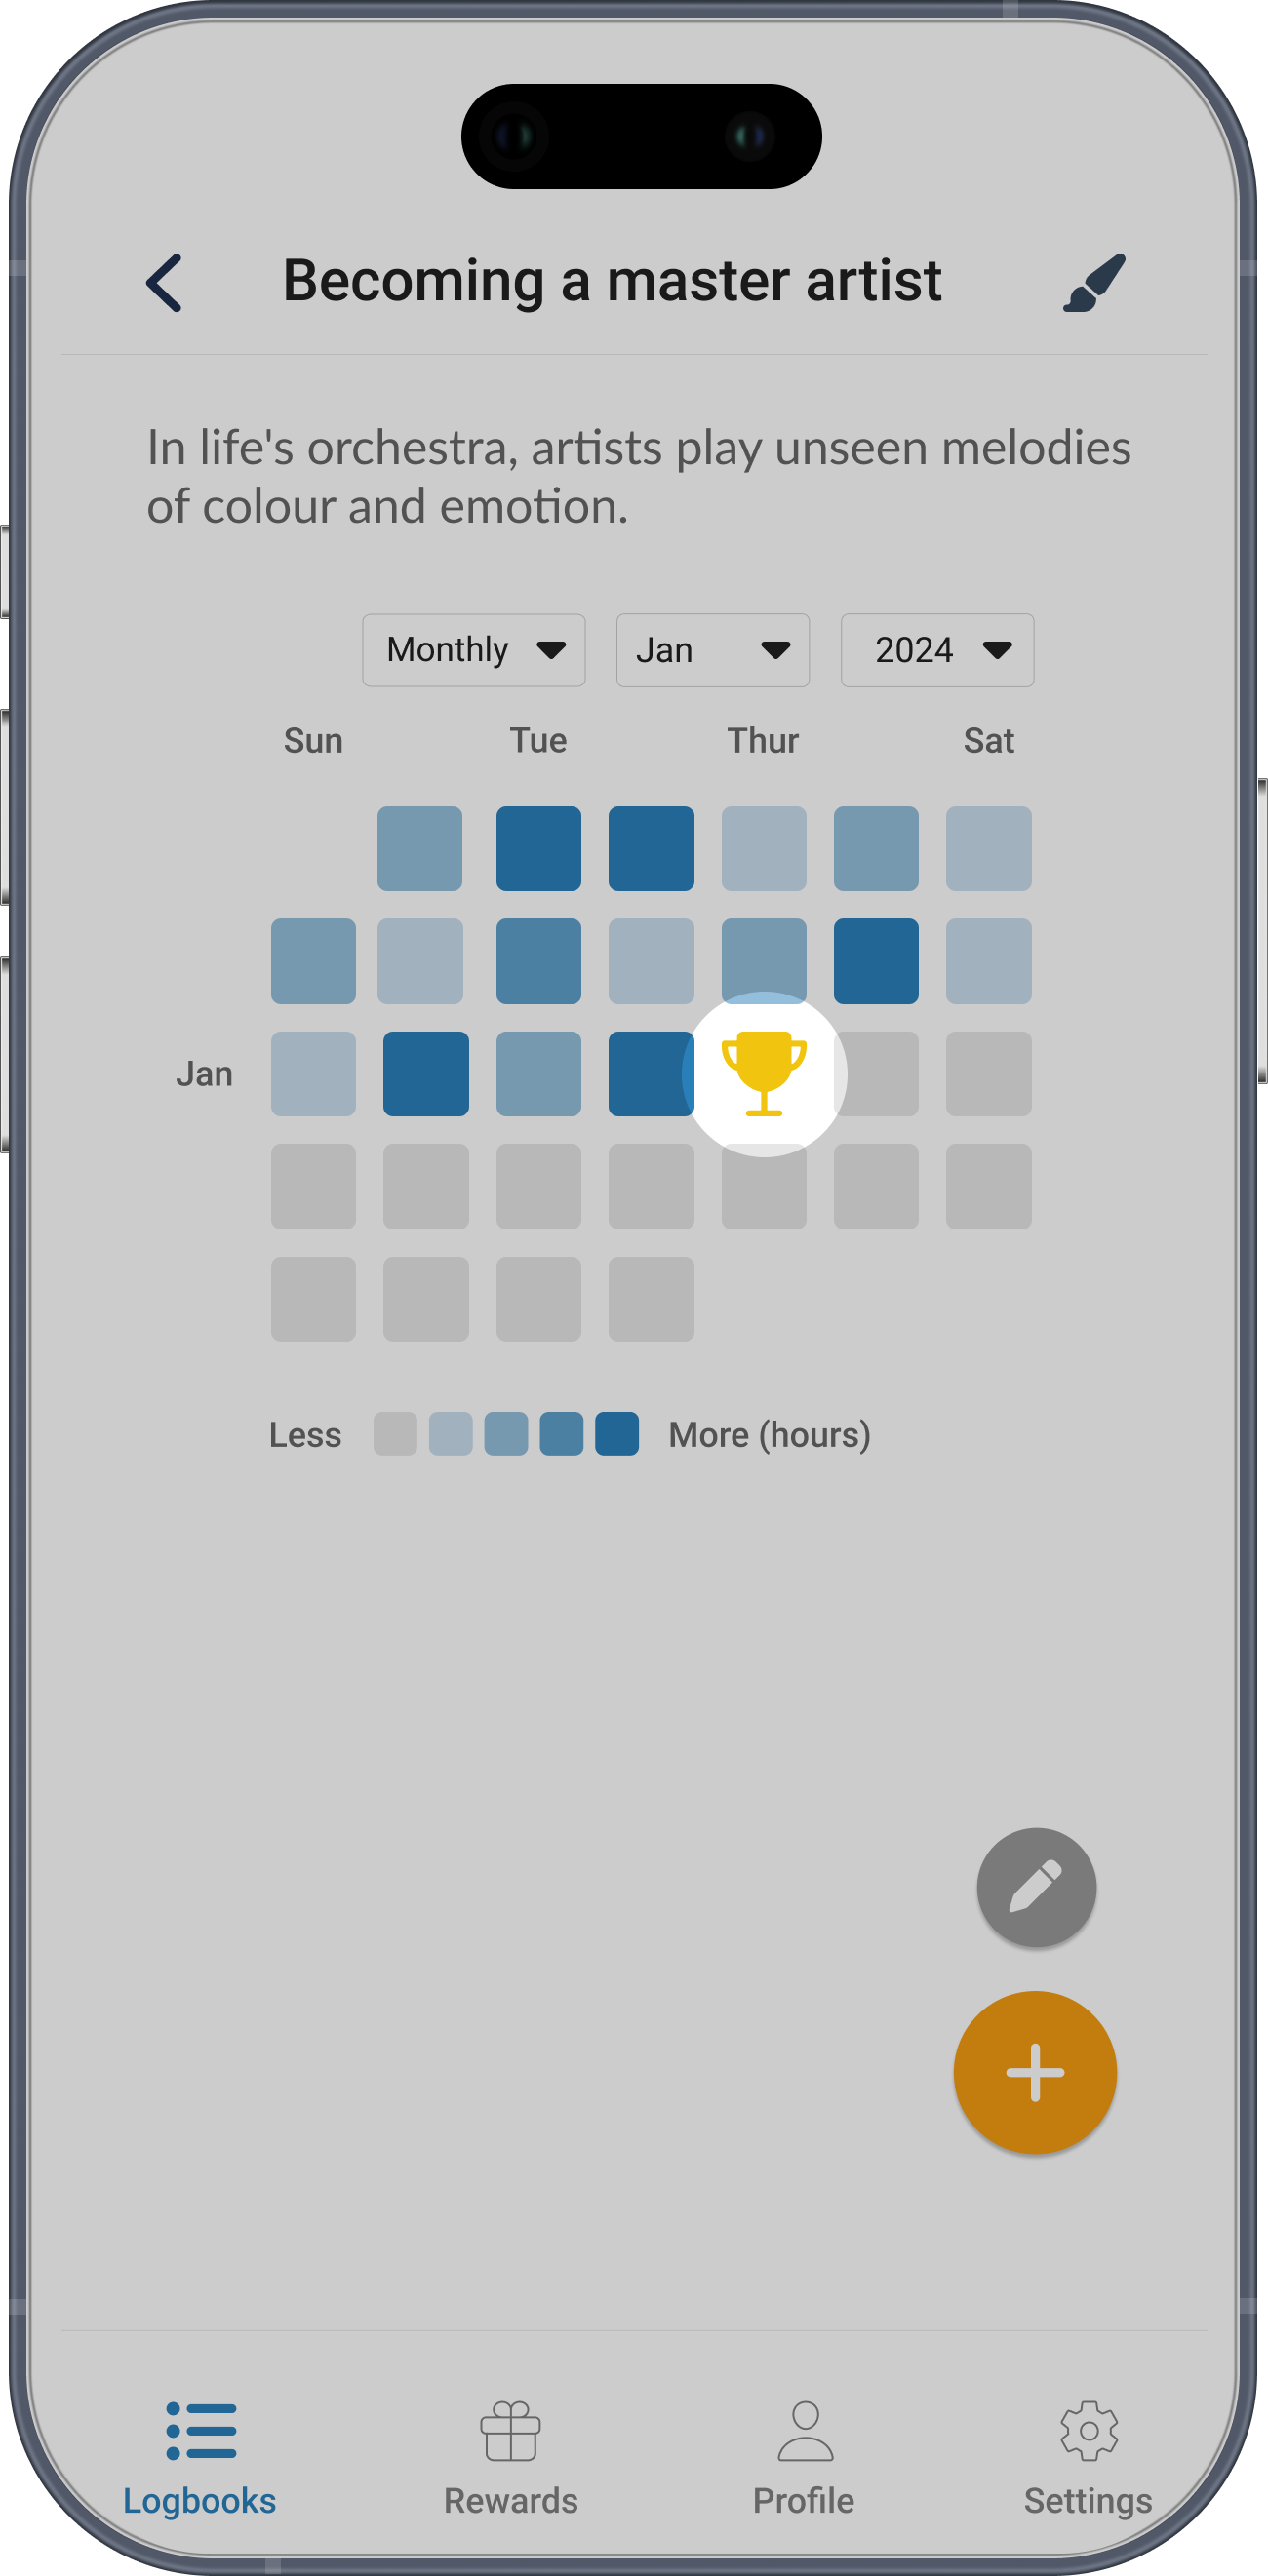 Becoming a master artist
In life's orchestra, artists play unseen melodies
of colour and emotion.
Monthly Jan 2024
Sun Tue Thur Sat
Jan
Less More (hours)
Logbooks Rewards Profile Settings